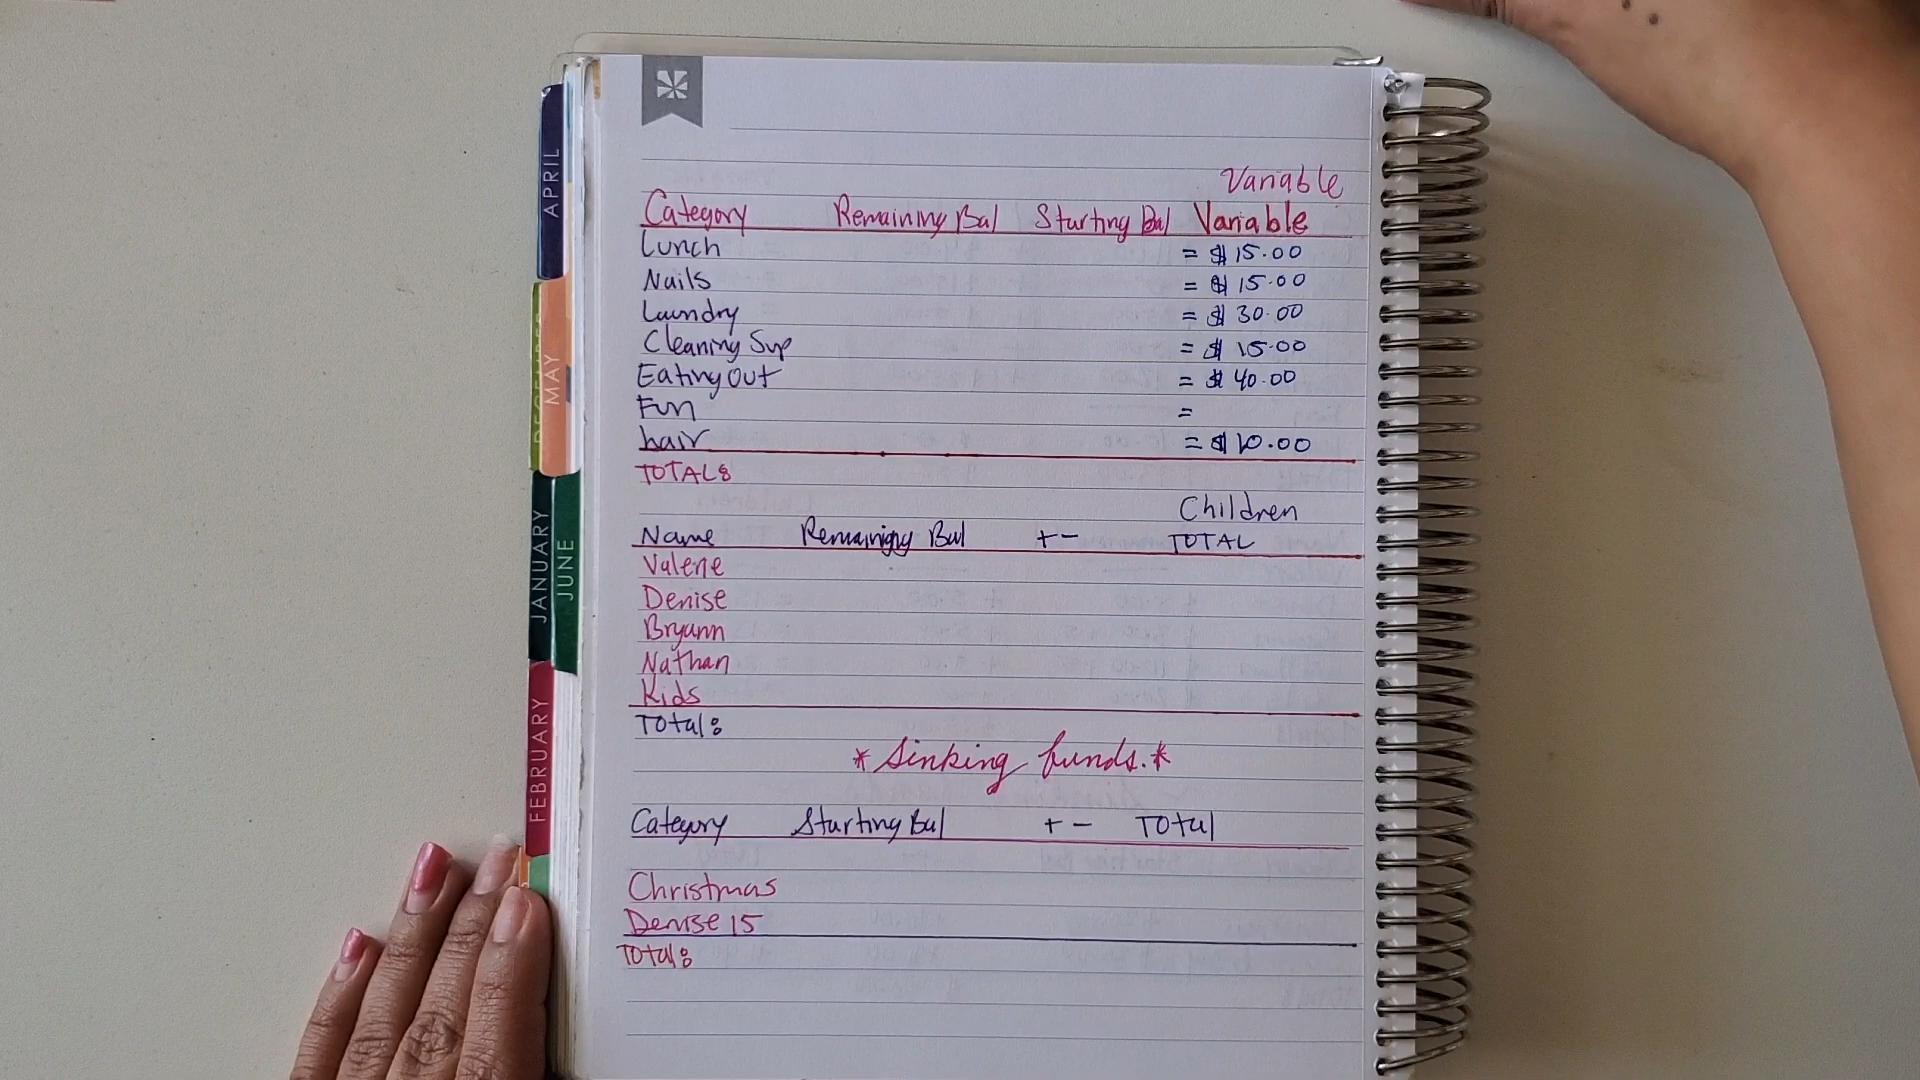 Variable
Category Remaining Bal Starting Bal Variable
Lunch = $ 15.00
Nails = $ 15.00
Laundry = $ 30.00
Cleaning Sup = $ 15.00
Eating Out = $ 40.00
Fun =
hair = $ 10.00
TOTAL:
Children
Name Remaining Bal + - TOTAL
Valerie
Denise
Bryann
Nathan
Kids
Total:
* Sinking funds. *
Category Starting Bal + - Total
Christmas
Denise 15
Total:
APRIL
MAY
JANUARY
JUNE
FEBRUARY